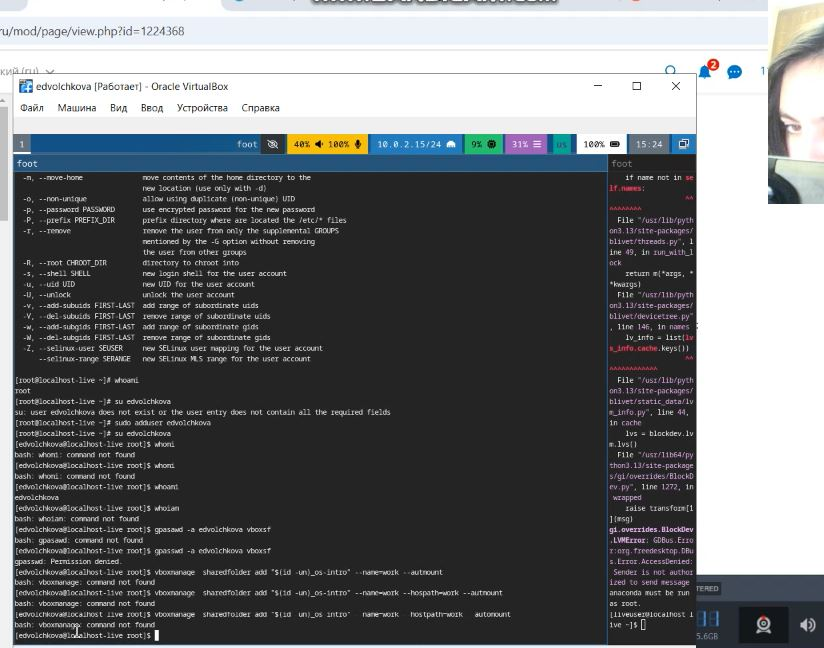 ru/mod/page/view.php?id=1224368
кий (ru)
2
edvolchkova [Работает] - Oracle VirtualBox
Файл Машина Вид Ввод Устройства Справка
1 foot 40% 100% 10.0.2.15/24 9% 31% us 100% 15:24
foot
-m, --move-home move contents of the home directory to the
new location (use only with -d)
-o, --non-unique allow using duplicate (non-unique) UID
-p, --password PASSWORD use encrypted password for the new password
-P, --prefix PREFIX_DIR prefix directory where are located the /etc/* files
-r, --remove remove the user from only the supplemental GROUPS
mentioned by the -G option without removing
the user from other groups
-R, --root CHROOT_DIR directory to chroot into
-s, --shell SHELL new login shell for the user account
-u, --uid UID new UID for the user account
-U, --unlock unlock the user account
-v, --add-subuids FIRST-LAST add range of subordinate uids
-V, --del-subuids FIRST-LAST remove range of subordinate uids
-w, --add-subgids FIRST-LAST add range of subordinate gids
-W, --del-subgids FIRST-LAST remove range of subordinate gids
-Z, --selinux-user SEUSER new SELinux user mapping for the user account
--selinux-range SERANGE new SELinux MLS range for the user account
[root@localhost-live ~]# whoami
root
[root@localhost-live ~]# su edvolchkova
su: user edvolchkova does not exist or the user entry does not contain all the required fields
[root@localhost-live ~]# sudo adduser edvolchkova
[root@localhost-live ~]# su edvolchkova
[edvolchkova@localhost-live root]$ whomi
bash: whomi: command not found
[edvolchkova@localhost-live root]$ whomi
bash: whomi: command not found
[edvolchkova@localhost-live root]$ whoami
edvolchkova
[edvolchkova@localhost-live root]$ whoiam
bash: whoiam: command not found
[edvolchkova@localhost-live root]$ gpasawd -a edvolchkova vboxsf
bash: gpasawd: command not found
[edvolchkova@localhost-live root]$ gpasswd -a edvolchkova vboxsf
gpasswd: Permission denied.
[edvolchkova@localhost-live root]$ vboxmanage sharedfolder add "$(id -un)_os-intro" --name=work --autmount
bash: vboxmanage: command not found
[edvolchkova@localhost-live root]$ vboxmanage sharedfolder add "$(id -un)_os-intro" --name=work --hospath=work --automount
bash: vboxmanage: command not found
[edvolchkova@localhost-live root]$ vboxmanage sharedfolder add "$(id un)_os intro" name=work hostpath=work automount
bash: vboxmanage: command not found
[edvolchkova@localhost-live root]$
foot
if name not in se
lf.names:
^^
^^^^^^^^
File "/usr/lib/pyth
on3.13/site-packages/
blivet/threads.py", l
ine 49, in run_with_l
ock
return m(*args, *
*kwargs)
File "/usr/lib/pyth
on3.13/site-packages/
blivet/devicetree.py"
, line 146, in names
lv_info = list(lv
s_info.cache.keys())
^^
^^^^^^^^^^^^
File "/usr/lib/pyth
on3.13/site-packages/
blivet/static_data/lv
m_info.py", line 44,
in cache
lvs = blockdev.lv
m.lvs()
File "/usr/lib64/py
thon3.13/site-package
s/gi/overrides/BlockD
ev.py", line 1272, in
wrapped
raise transform[1
](msg)
gi.overrides.BlockDev
.LVMError: GDBus.Erro
r:org.freedesktop.DBu
s.Error.AccessDenied:
Sender is not author
ized to send message
anaconda must be run
as root.
[liveuser@localhost l
ive ~]$
TERED
5.6GB